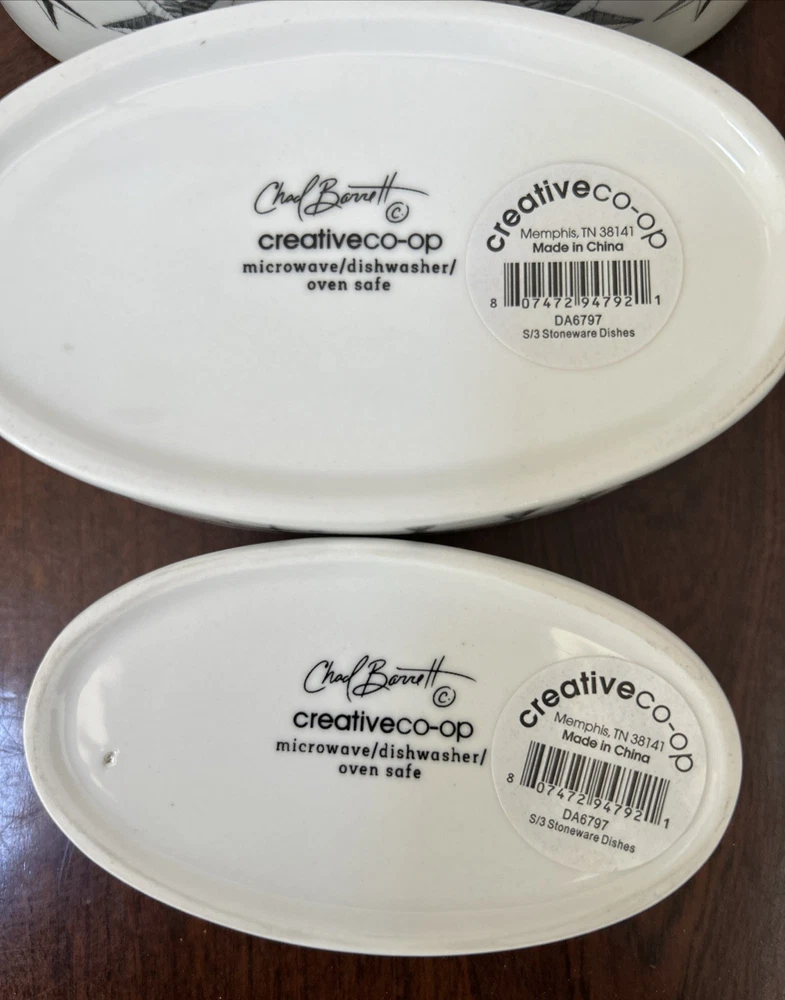 Chad Barrett ©
creativeco-op
microwave/dishwasher/
oven safe
creativeco-op
Memphis, TN 38141
Made in China
8 07472 94792 1
DA6797
S/3 Stoneware Dishes
Chad Barrett ©
creativeco-op
microwave/dishwasher/
oven safe
creativeco-op
Memphis, TN 38141
Made in China
8 07472 94792 1
DA6797
S/3 Stoneware Dishes